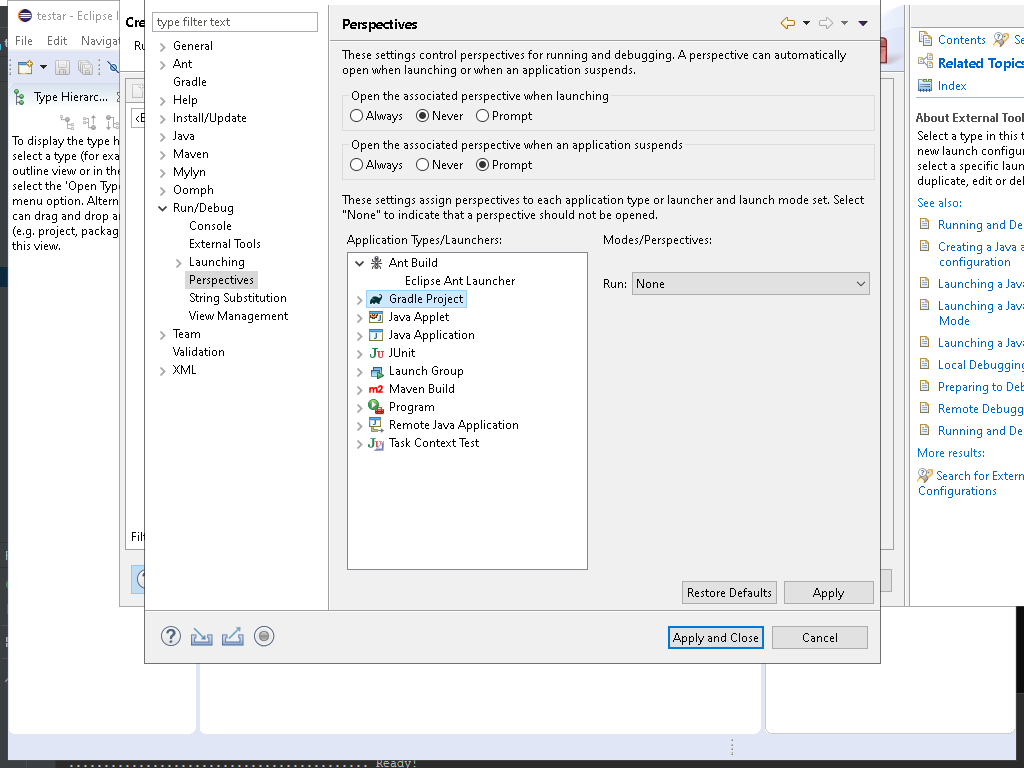 testar - Eclipse I
File Edit Navigat
Type Hierarc...
To display the type h
select a type (for exa
outline view or in the
select the 'Open Type
menu option. Altern
can drag and drop a
(e.g. project, packag
this view.
Cre
Ru
Filt
type filter text
General
Ant
Gradle
Help
Install/Update
Java
Maven
Mylyn
Oomph
Run/Debug
Console
External Tools
Launching
Perspectives
String Substitution
View Management
Team
Validation
XML
Perspectives
These settings control perspectives for running and debugging. A perspective can automatically
open when launching or when an application suspends.
Open the associated perspective when launching
Always Never Prompt
Open the associated perspective when an application suspends
Always Never Prompt
These settings assign perspectives to each application type or launcher and launch mode set. Select
"None" to indicate that a perspective should not be opened.
Application Types/Launchers:
Modes/Perspectives:
Ant Build
Eclipse Ant Launcher
Gradle Project
Java Applet
Java Application
JUnit
Launch Group
Maven Build
Program
Remote Java Application
Task Context Test
Run: None
Restore Defaults Apply
Apply and Close Cancel
Contents Se
Related Topics
Index
About External Tool
Select a type in this t
new launch configur
select a specific laun
duplicate, edit or del
See also:
Running and De
Creating a Java a
configuration
Launching a Java
Launching a Java
Mode
Launching a Java
Local Debugging
Preparing to Deb
Remote Debugg
Running and De
More results:
Search for Extern
Configurations
Ready!